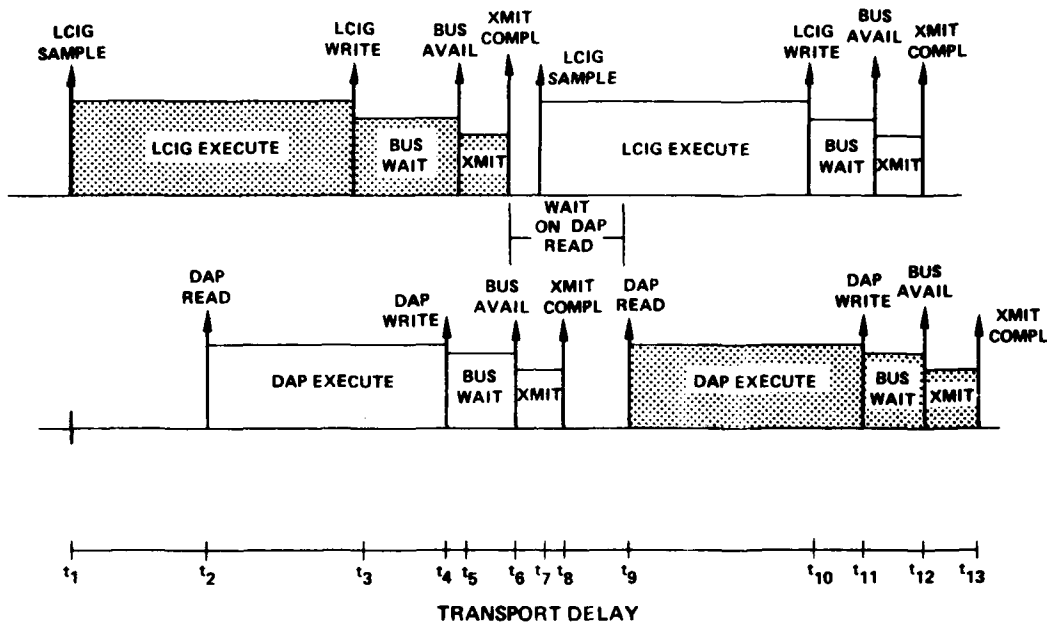 LCIG
SAMPLE
LCIG
WRITE
BUS
AVAIL
XMIT
COMPL
LCIG
SAMPLE
LCIG
WRITE
BUS
AVAIL
XMIT
COMPL
LCIG EXECUTE
BUS
WAIT
XMIT
LCIG EXECUTE
BUS
WAIT
XMIT
WAIT
ON DAP
READ
DAP
READ
DAP
WRITE
BUS
AVAIL
XMIT
COMPL
DAP
READ
DAP
WRITE
BUS
AVAIL
XMIT
COMPL
DAP EXECUTE
BUS
WAIT
XMIT
DAP EXECUTE
BUS
WAIT
XMIT
t1 t2 t3 t4 t5 t6 t7 t8 t9 t10 t11 t12 t13
TRANSPORT DELAY